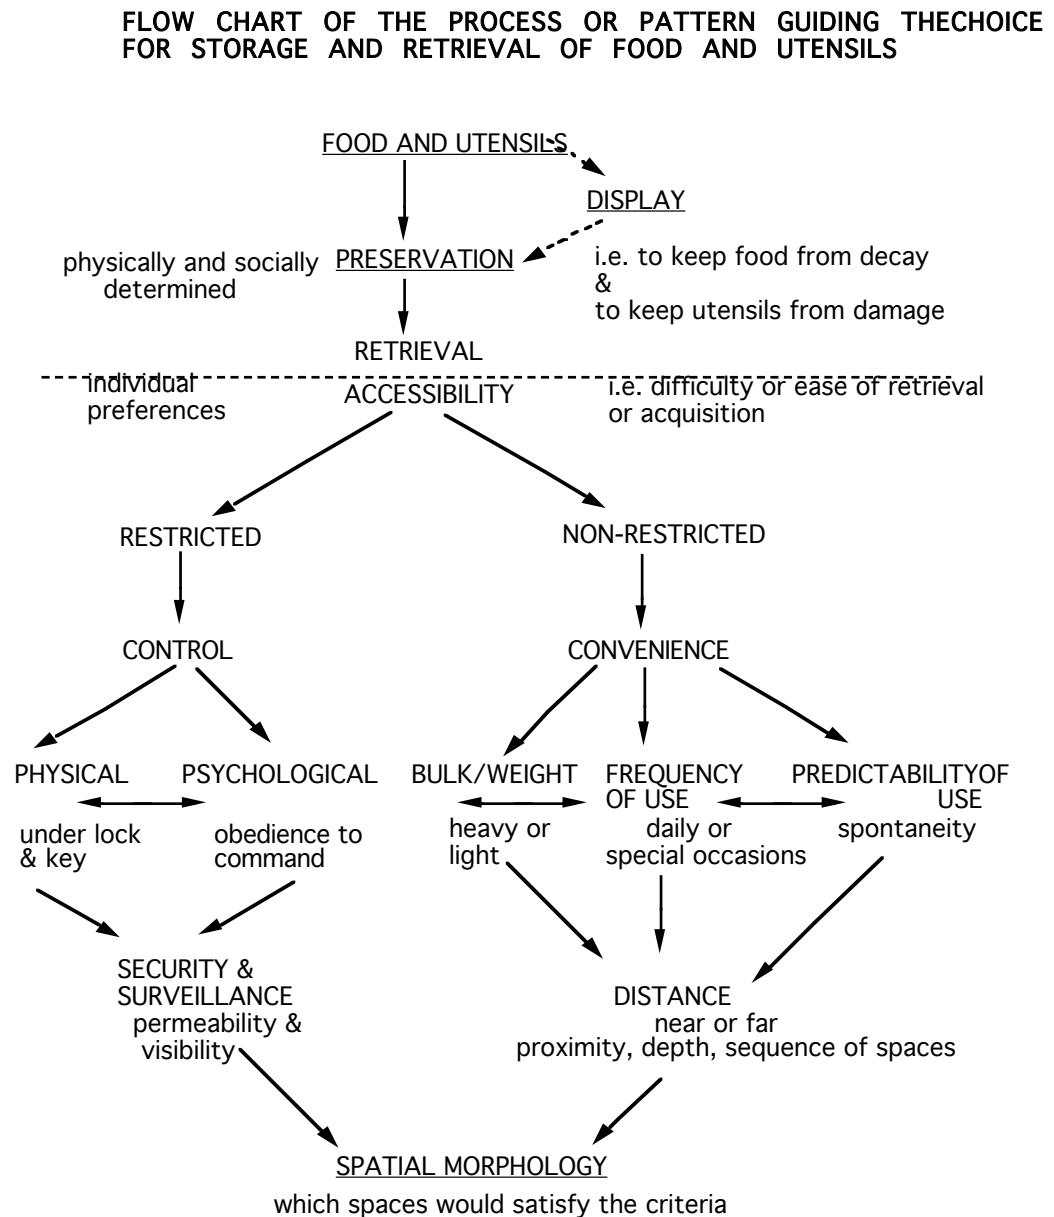 FLOW CHART OF THE PROCESS OR PATTERN GUIDING THECHOICE
FOR STORAGE AND RETRIEVAL OF FOOD AND UTENSILS
FOOD AND UTENSILS
DISPLAY
physically and socially
determined
PRESERVATION
i.e. to keep food from decay
&
to keep utensils from damage
RETRIEVAL
individual
preferences
ACCESSIBILITY
i.e. difficulty or ease of retrieval
or acquisition
RESTRICTED
NON-RESTRICTED
CONTROL
CONVENIENCE
PHYSICAL
under lock
& key
PSYCHOLOGICAL
obedience to
command
BULK/WEIGHT
heavy or
light
FREQUENCY
OF USE
daily or
special occasions
PREDICTABILITYOF
USE
spontaneity
SECURITY &
SURVEILLANCE
permeability &
visibility
DISTANCE
near or far
proximity, depth, sequence of spaces
SPATIAL MORPHOLOGY
which spaces would satisfy the criteria